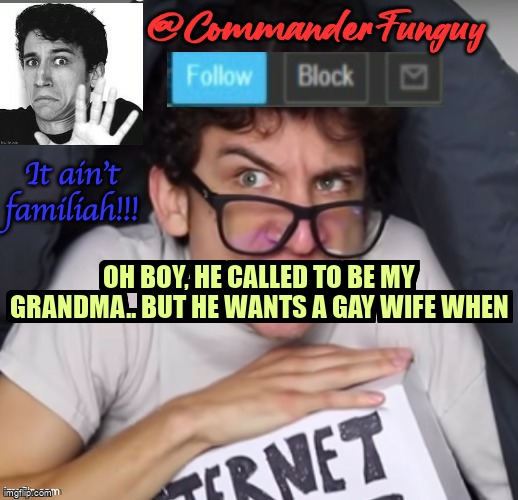 @CommanderFunguy
Follow
Block
It ain't
familiah!!!
OH BOY, HE CALLED TO BE MY
GRANDMA.. BUT HE WANTS A GAY WIFE WHEN
TERNET
imgflip.com